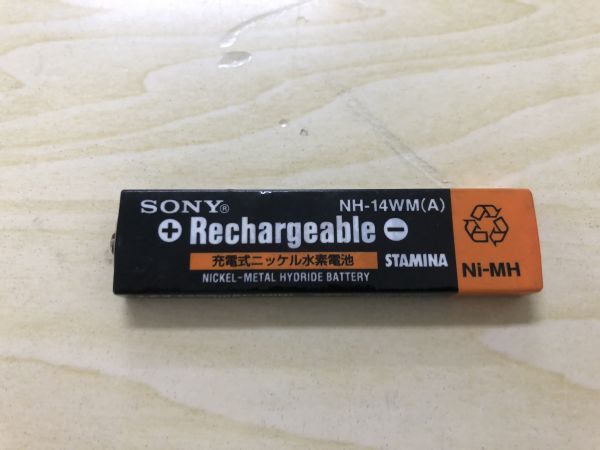 SONY® NH-14WM(A)
+ Rechargeable -
充電式ニッケル水素電池 STAMINA
NICKEL-METAL HYDRIDE BATTERY
Ni-MH